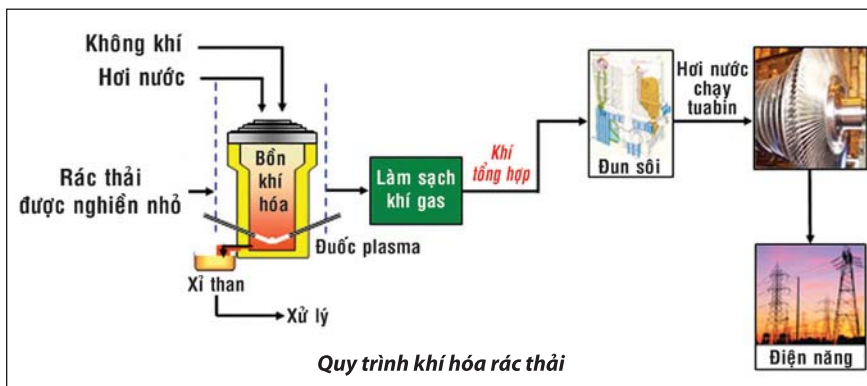 Không khí
Hơi nước
Rác thải
được nghiền nhỏ
Bồn
khí
hóa
Đuốc plasma
Xỉ than
Xử lý
Làm sạch
khí gas
Khí
tổng hợp
Đun sôi
Hơi nước
chạy
tuabin
Điện năng
Quy trình khí hóa rác thải